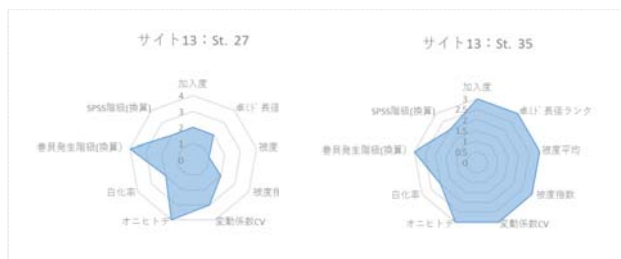 サイト13：St. 27
加入度
4
3
2
1
0
卓ﾐﾄﾞ長径
被度
被度指
変動係数CV
オニヒトデ
白化率
巻貝発生階級(換算)
SPSS階級(換算)
サイト13：St. 35
加入度
3
2.5
2
1.5
1
0.5
0
卓ﾐﾄﾞ長径ランク
被度平均
被度指数
変動係数CV
オニヒトデ
白化率
巻貝発生階級(換算)
SPSS階級(換算)